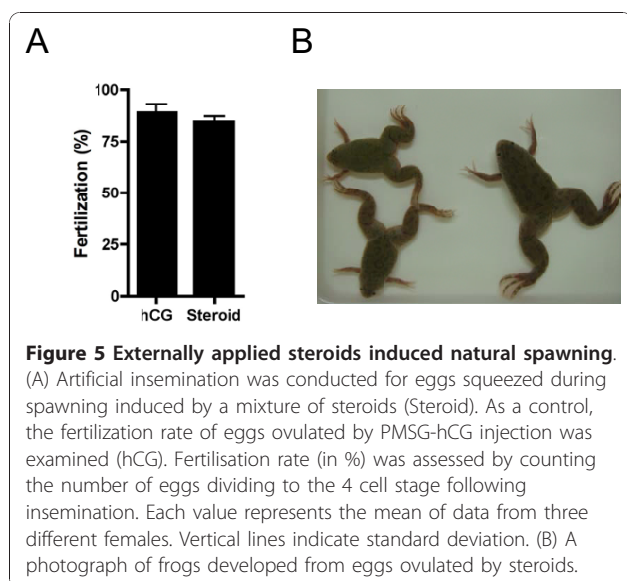 A
B
100
75
50
25
0
Fertilization (%)
hCG Steroid
Figure 5 Externally applied steroids induced natural spawning.
(A) Artificial insemination was conducted for eggs squeezed during
spawning induced by a mixture of steroids (Steroid). As a control,
the fertilization rate of eggs ovulated by PMSG-hCG injection was
examined (hCG). Fertilisation rate (in %) was assessed by counting
the number of eggs dividing to the 4 cell stage following
insemination. Each value represents the mean of data from three
different females. Vertical lines indicate standard deviation. (B) A
photograph of frogs developed from eggs ovulated by steroids.